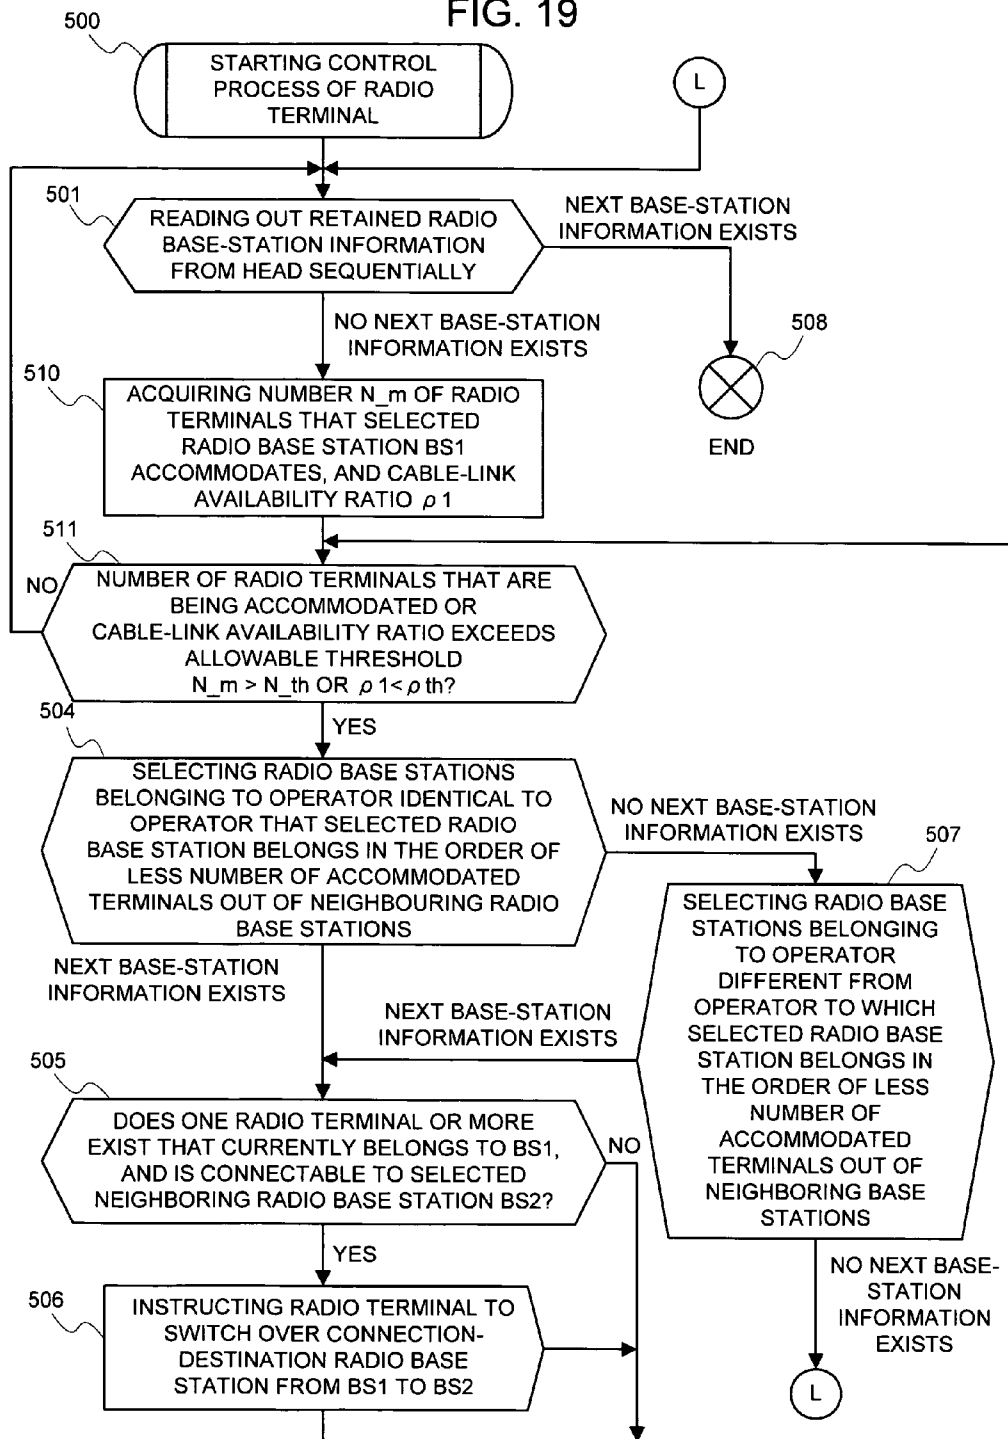 FIG. 19
500
STARTING CONTROL
PROCESS OF RADIO
TERMINAL
L
501
READING OUT RETAINED RADIO
BASE-STATION INFORMATION
FROM HEAD SEQUENTIALLY
NEXT BASE-STATION
INFORMATION EXISTS
NO NEXT BASE-STATION
INFORMATION EXISTS
508
END
510
ACQUIRING NUMBER N_m OF RADIO
TERMINALS THAT SELECTED
RADIO BASE STATION BS1
ACCOMMODATES, AND CABLE-LINK
AVAILABILITY RATIO ρ1
511
NO
NUMBER OF RADIO TERMINALS THAT ARE
BEING ACCOMMODATED OR
CABLE-LINK AVAILABILITY RATIO EXCEEDS
ALLOWABLE THRESHOLD
N_m > N_th OR ρ1<ρth?
YES
504
SELECTING RADIO BASE STATIONS
BELONGING TO OPERATOR IDENTICAL TO
OPERATOR THAT SELECTED RADIO
BASE STATION BELONGS IN THE ORDER OF
LESS NUMBER OF ACCOMMODATED
TERMINALS OUT OF NEIGHBOURING RADIO
BASE STATIONS
NO NEXT BASE-STATION
INFORMATION EXISTS
507
SELECTING RADIO BASE
STATIONS BELONGING
TO OPERATOR
DIFFERENT FROM
OPERATOR TO WHICH
SELECTED RADIO BASE
STATION BELONGS IN
THE ORDER OF LESS
NUMBER OF
ACCOMMODATED
TERMINALS OUT OF
NEIGHBORING BASE
STATIONS
NEXT BASE-STATION
INFORMATION EXISTS
NEXT BASE-STATION
INFORMATION EXISTS
505
DOES ONE RADIO TERMINAL OR MORE
EXIST THAT CURRENTLY BELONGS TO BS1,
AND IS CONNECTABLE TO SELECTED
NEIGHBORING RADIO BASE STATION BS2?
NO
YES
NO NEXT BASE-
STATION
INFORMATION
EXISTS
506
INSTRUCTING RADIO TERMINAL TO
SWITCH OVER CONNECTION-
DESTINATION RADIO BASE
STATION FROM BS1 TO BS2
L